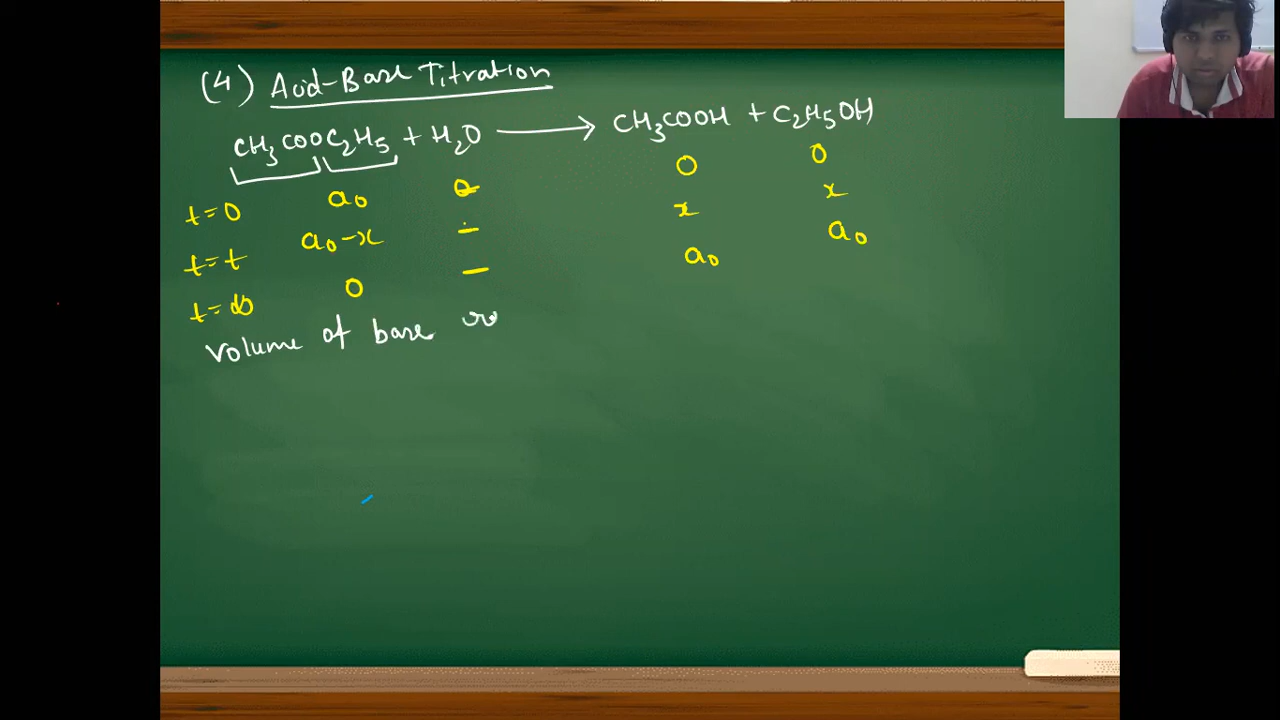 (4) Acid-Base Titration
CH₃COOC₂H₅ + H₂O ⟶ CH₃COOH + C₂H₅OH
t=0 a₀ 0 0
t=t a₀-x - x x
t=∞ 0 - a₀ a₀
Volume of base